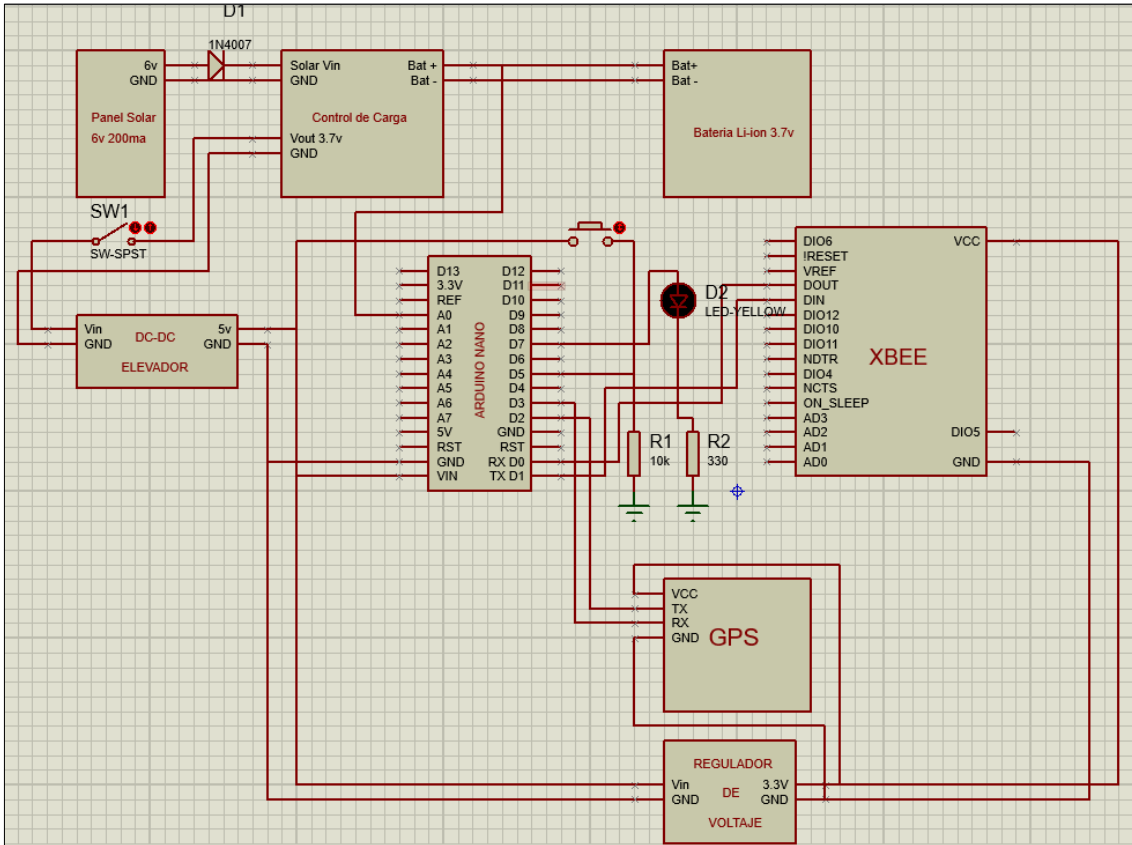 D1
1N4007
6v
GND
Panel Solar
6v 200ma
Solar Vin
GND
Bat +
Bat -
Control de Carga
Vout 3.7v
GND
Bat+
Bat -
Bateria Li-ion 3.7v
SW1
SW-SPST
Vin
GND
DC-DC
ELEVADOR
5v
GND
D13
3.3V
REF
A0
A1
A2
A3
A4
A5
A6
A7
5V
RST
GND
VIN
ARDUINO NANO
D12
D11
D10
D9
D8
D7
D6
D5
D4
D3
D2
GND
RST
RX D0
TX D1
D2
LED-YELLOW
R1
10k
R2
330
DIO6
!RESET
VREF
DOUT
DIN
DIO12
DIO10
DIO11
NDTR
DIO4
NCTS
ON_SLEEP
AD3
AD2
AD1
AD0
XBEE
VCC
DIO5
GND
VCC
TX
RX
GND
GPS
REGULADOR
Vin
GND
DE
3.3V
GND
VOLTAJE